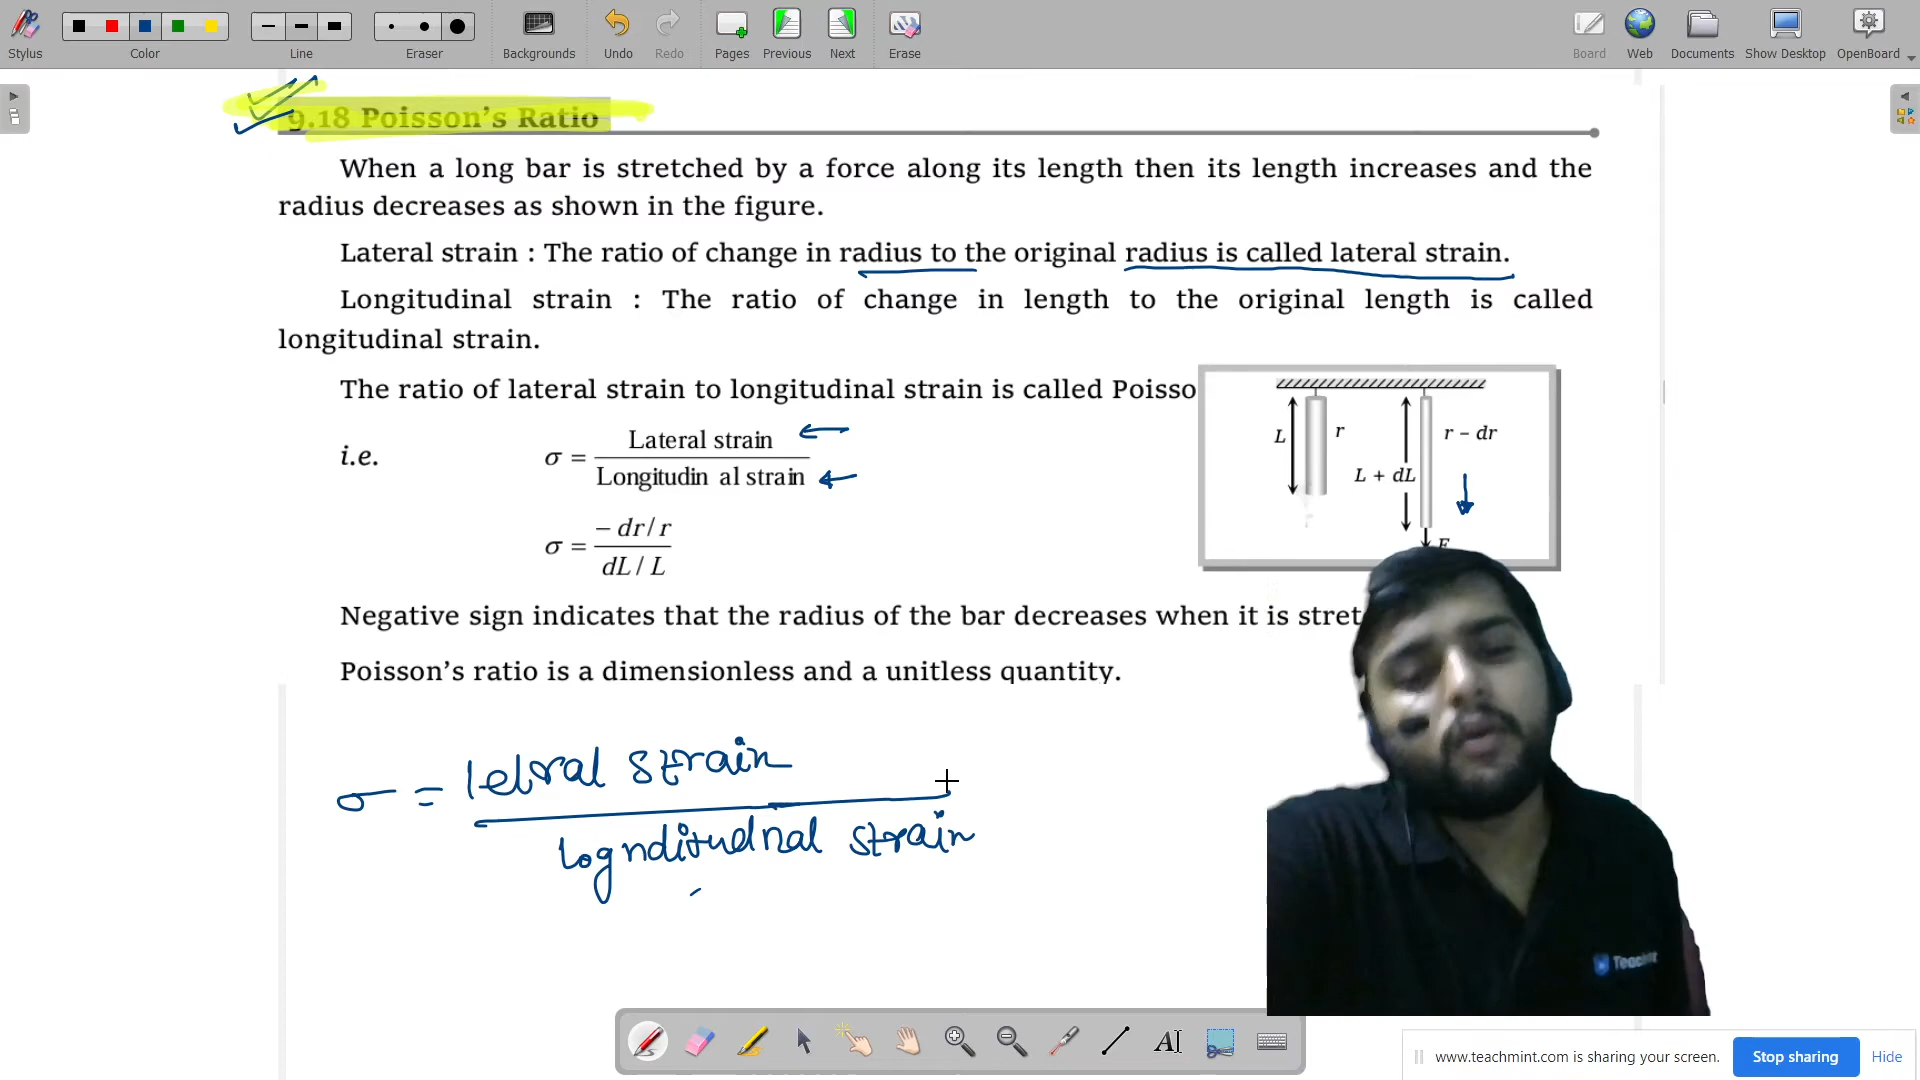 Stylus Color Line Eraser Backgrounds Undo Redo Pages Previous Next Erase Board Web Documents Show Desktop OpenBoard
9.18 Poisson’s Ratio
When a long bar is stretched by a force along its length then its length increases and the
radius decreases as shown in the figure.
Lateral strain : The ratio of change in radius to the original radius is called lateral strain.
Longitudinal strain : The ratio of change in length to the original length is called
longitudinal strain.
The ratio of lateral strain to longitudinal strain is called Poisso
i.e. σ = Lateral strain
Longitudin al strain
σ = − dr/r
dL/L
L r L + dL r – dr
F
Negative sign indicates that the radius of the bar decreases when it is stret
Poisson’s ratio is a dimensionless and a unitless quantity.
σ = letral strain
lognditudnal strain
Teachmint
www.teachmint.com is sharing your screen. Stop sharing Hide